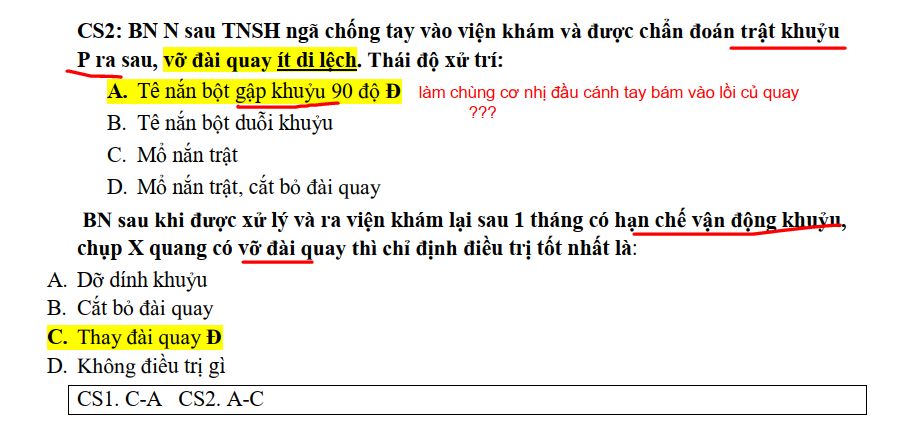 CS2: BN N sau TNSH ngã chống tay vào viện khám và được chẩn đoán trật khuỷu
P ra sau, vỡ đài quay ít di lệch. Thái độ xử trí:
A. Tê nắn bột gập khuỷu 90 độ Đ làm chùng cơ nhị đầu cánh tay bám vào lồi củ quay
???
B. Tê nắn bột duỗi khuỷu
C. Mổ nắn trật
D. Mổ nắn trật, cắt bỏ đài quay
BN sau khi được xử lý và ra viện khám lại sau 1 tháng có hạn chế vận động khuỷu,
chụp X quang có vỡ đài quay thì chỉ định điều trị tốt nhất là:
A. Dỡ dính khuỷu
B. Cắt bỏ đài quay
C. Thay đài quay Đ
D. Không điều trị gì
CS1. C-A CS2. A-C